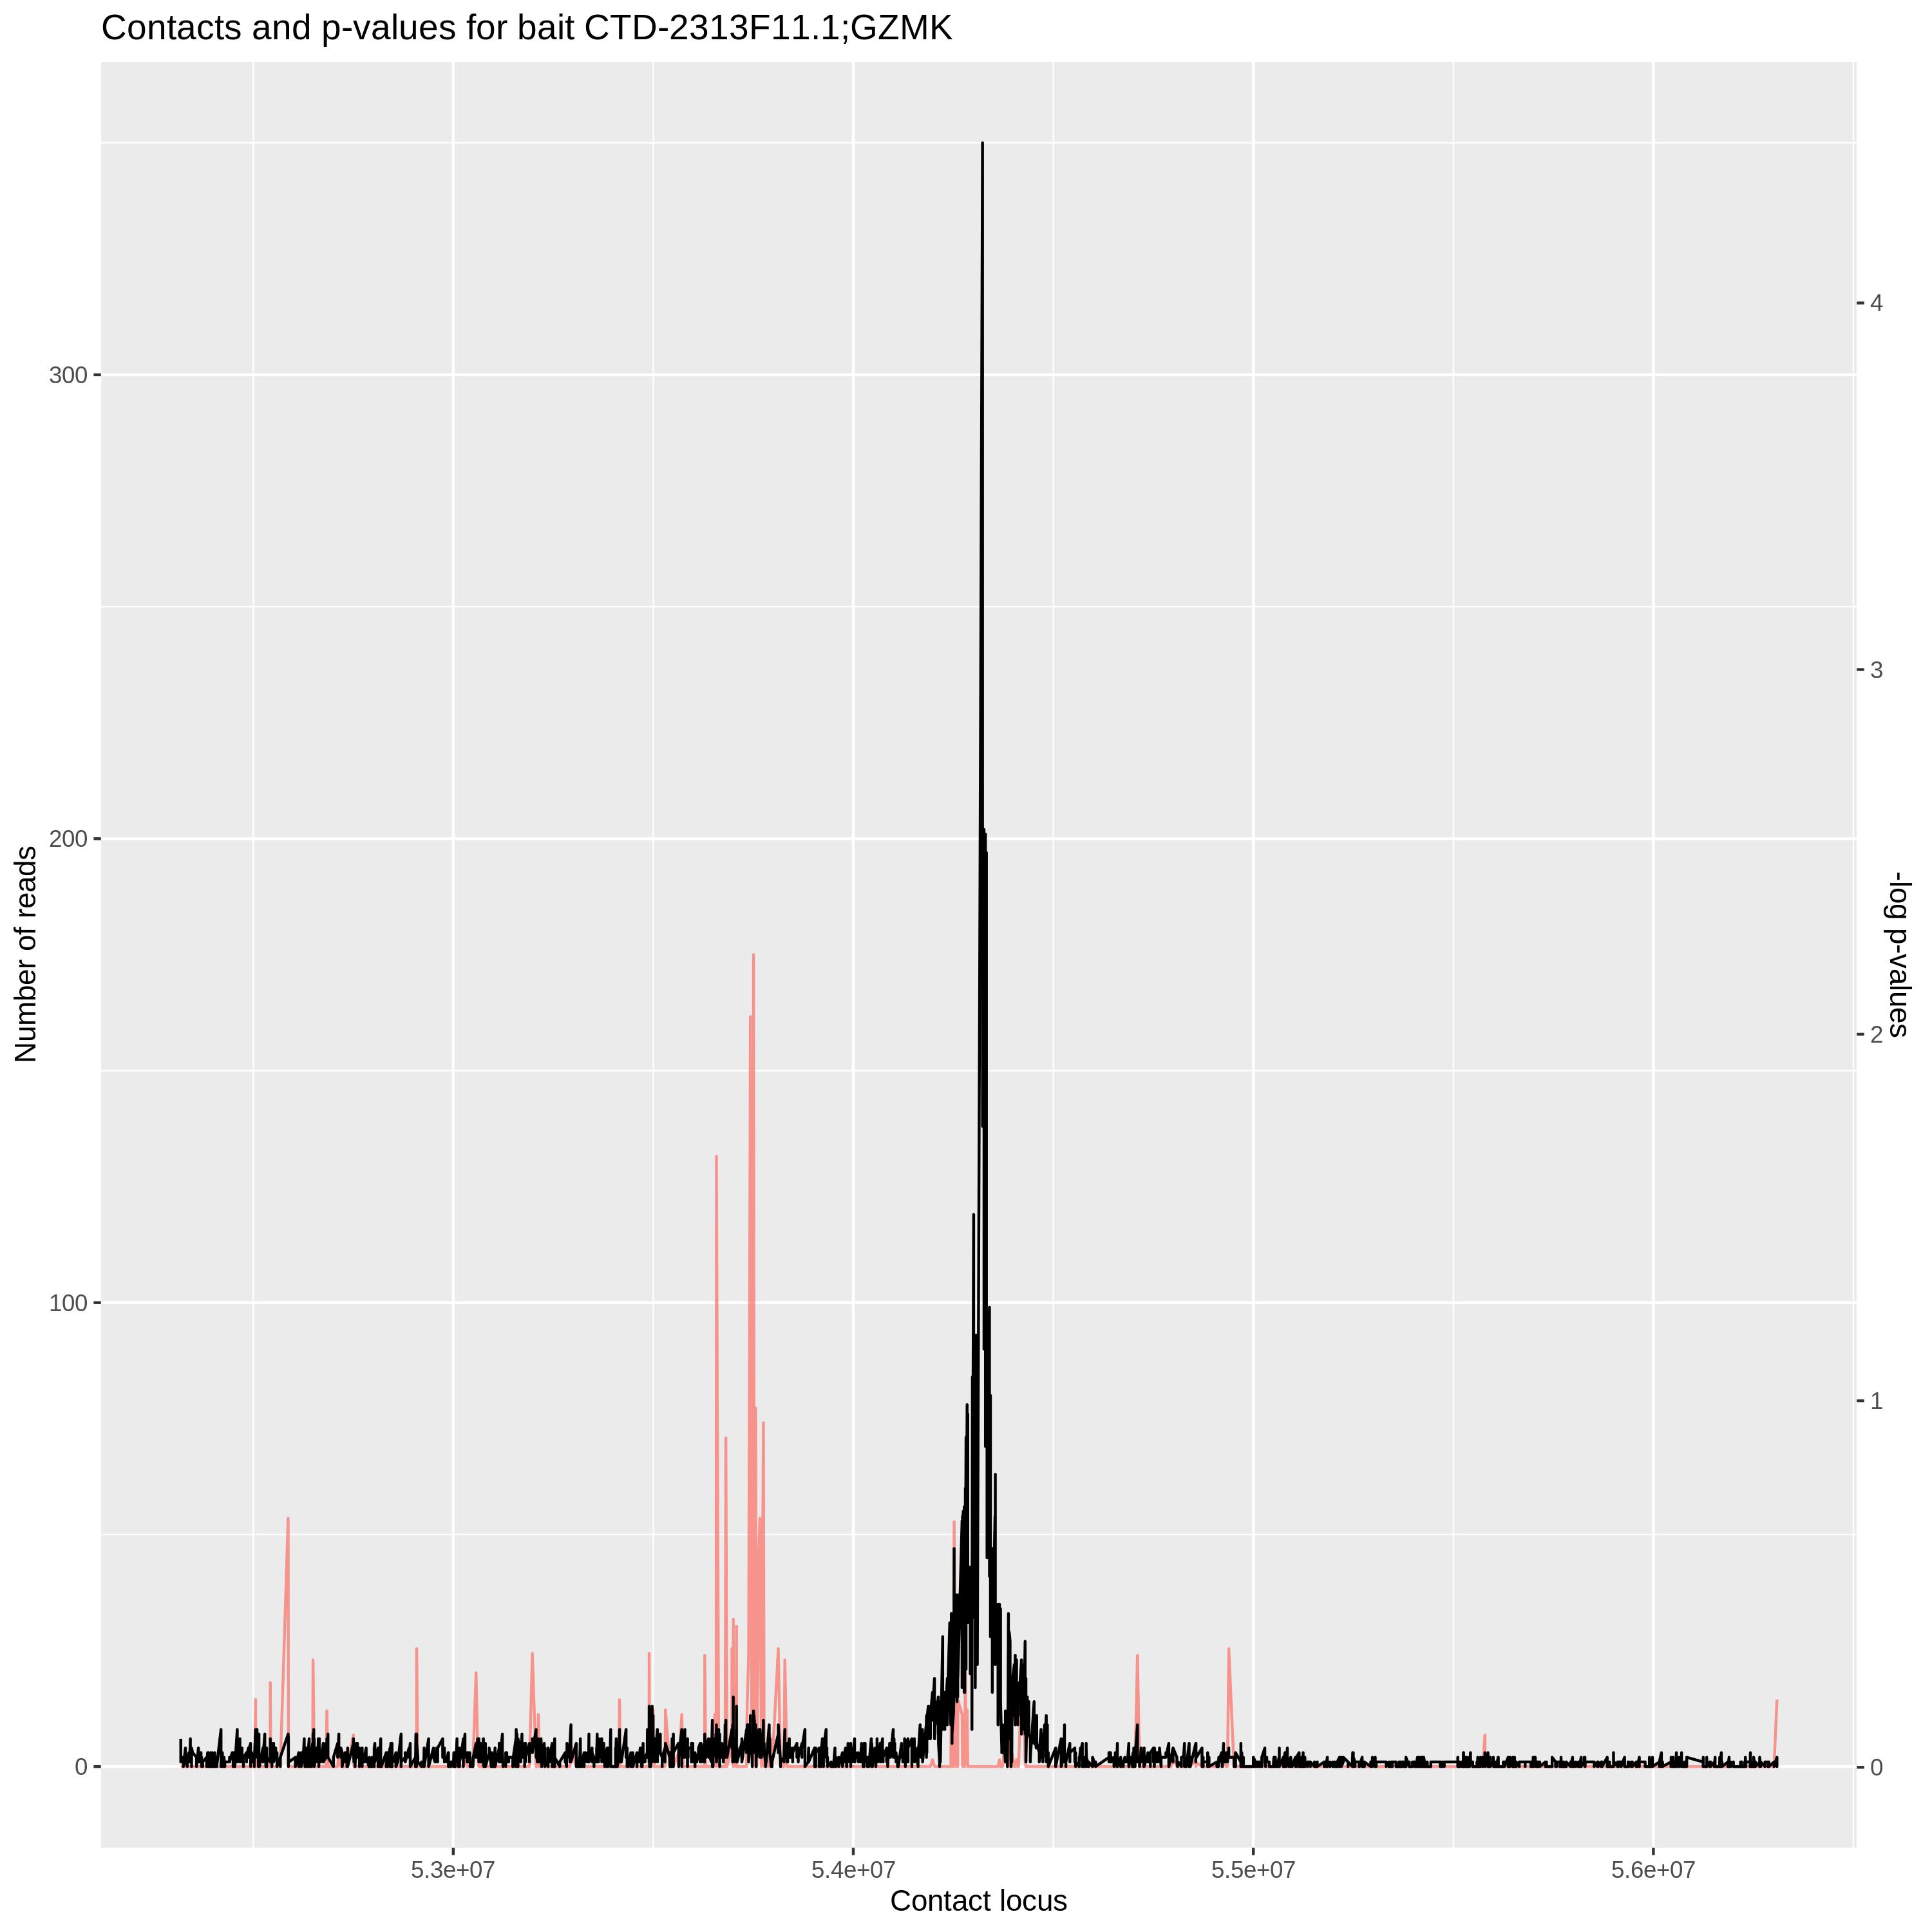 Contacts and p-values for bait CTD-2313F11.1;GZMK
Number of reads
300
200
100
0
4
3
2
1
0
-log p-values
5.3e+07
5.4e+07
5.5e+07
5.6e+07
Contact locus